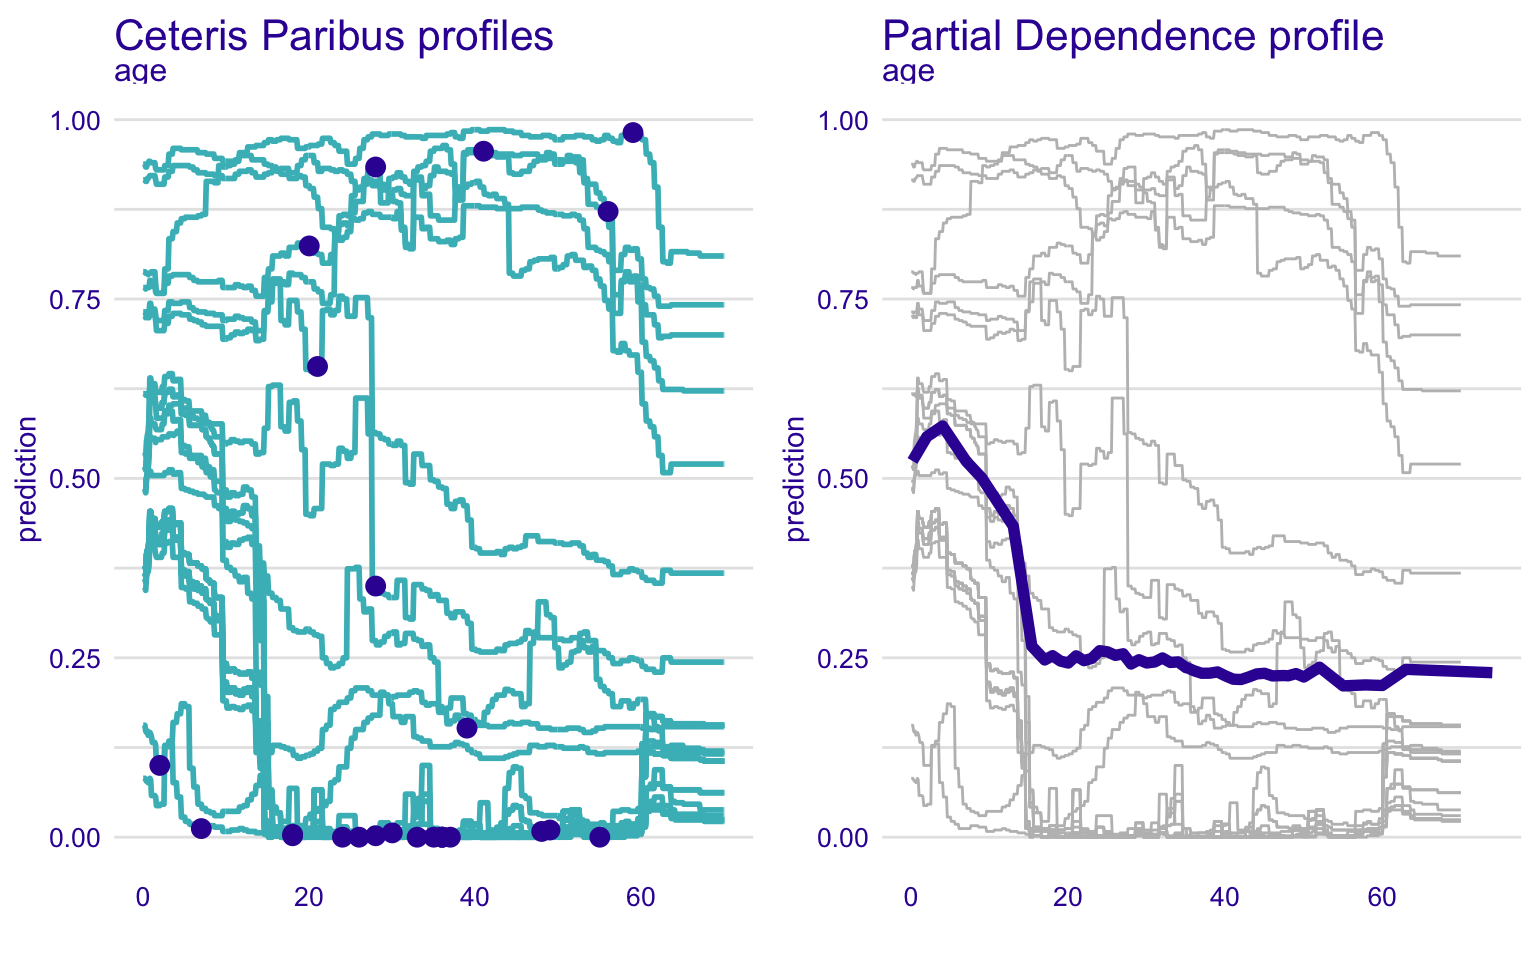 Ceteris Paribus profiles
age
1.00
0.75
0.50
0.25
0.00
prediction
0 20 40 60
Partial Dependence profile
age
1.00
0.75
0.50
0.25
0.00
prediction
0 20 40 60